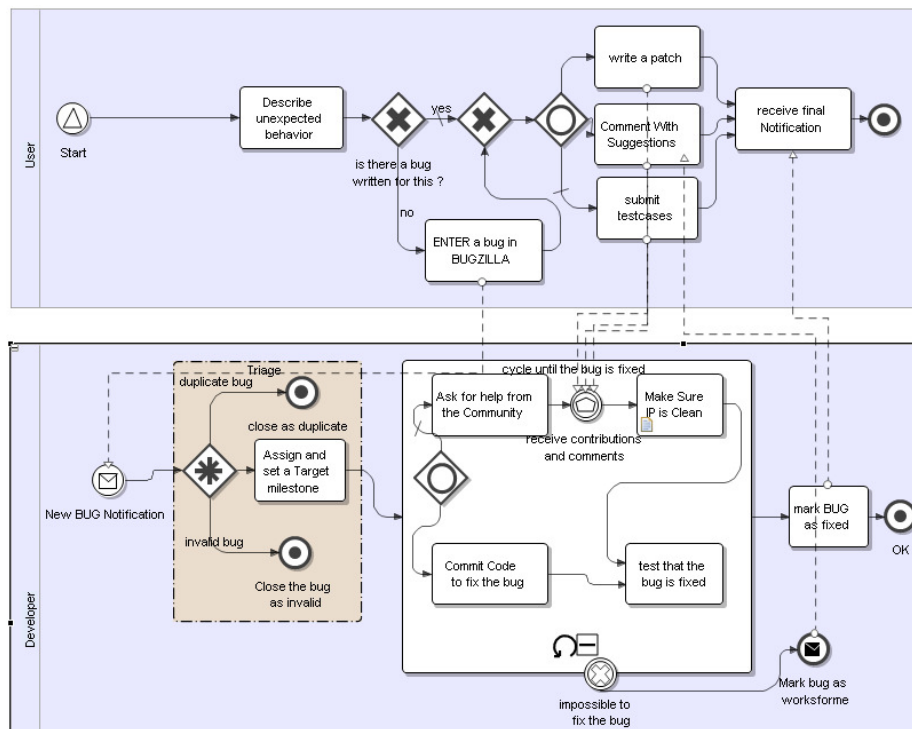 User
Start
Describe
unexpected
behavior
is there a bug
written for this ?
yes
no
ENTER a bug in
BUGZILLA
write a patch
Comment With
Suggestions
submit
testcases
receive final
Notification
Developer
New BUG Notification
Triage
duplicate bug
close as duplicate
Assign and
set a Target
milestone
invalid bug
Close the bug
as invalid
cycle until the bug is fixed
Ask for help from
the Community
receive contributions
and comments
Make Sure
IP is Clean
Commit Code
to fix the bug
test that the
bug is fixed
impossible to
fix the bug
mark BUG
as fixed
OK
Mark bug as
worksforme